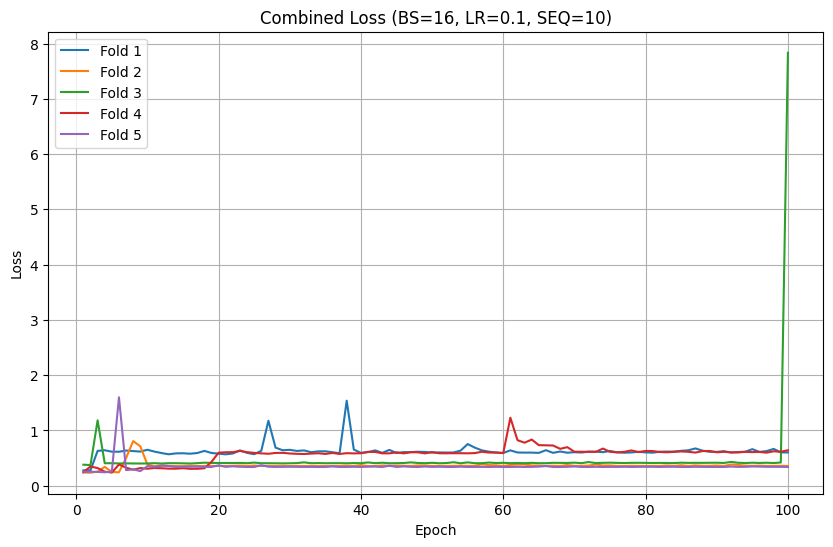 Combined Loss (BS=16, LR=0.1, SEQ=10)
Fold 1
Fold 2
Fold 3
Fold 4
Fold 5
8
7
6
5
4
3
2
1
0
Loss
0 20 40 60 80 100
Epoch